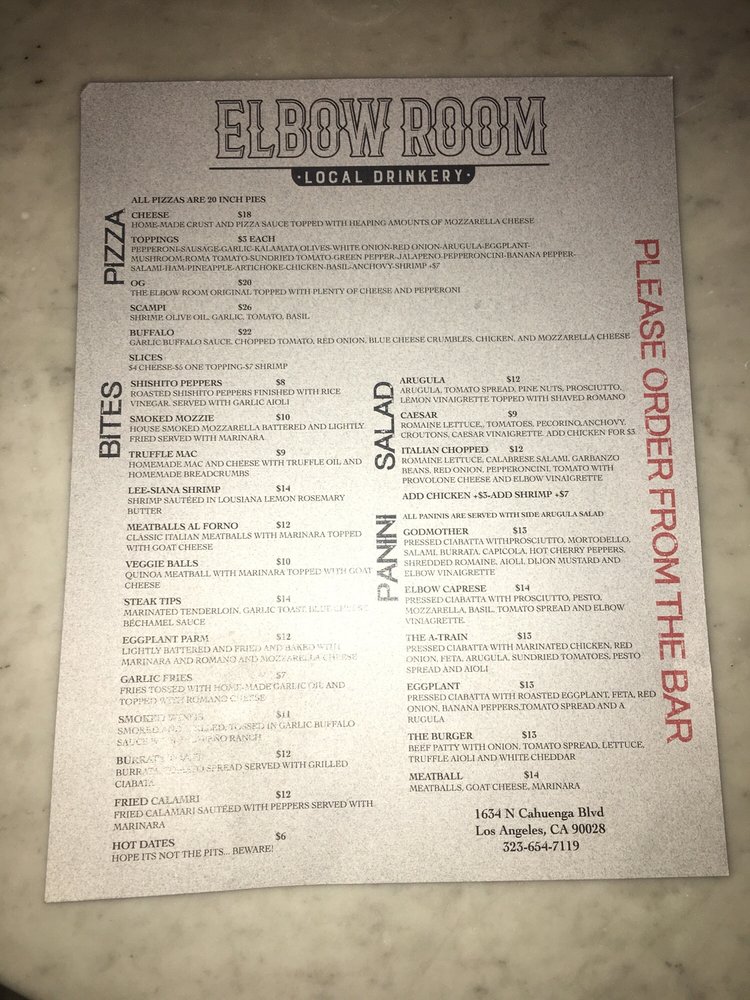 ELBOW ROOM
·LOCAL DRINKERY·
PIZZA
ALL PIZZAS ARE 20 INCH PIES
CHEESE $18
HOME-MADE CRUST AND PIZZA SAUCE TOPPED WITH HEAPING AMOUNTS OF MOZZARELLA CHEESE
TOPPINGS $3 EACH
PEPPERONI-SAUSAGE-GARLIC-KALAMATA OLIVES-WHITE ONION-RED ONION-ARUGULA-EGGPLANT-
MUSHROOM-ROMA TOMATO-SUNDRIED TOMATO-GREEN PEPPER-JALAPENO-PEPPERONCINI-BANANA PEPPER-
SALAMI-HAM-PINEAPPLE-ARTICHOKE-CHICKEN-BASIL-ANCHOVY-SHRIMP +$7
OG $20
THE ELBOW ROOM ORIGINAL TOPPED WITH PLENTY OF CHEESE AND PEPPERONI
SCAMPI $26
SHRIMP, OLIVE OIL, GARLIC, TOMATO, BASIL
BUFFALO $22
GARLIC BUFFALO SAUCE, CHOPPED TOMATO, RED ONION, BLUE CHEESE CRUMBLES, CHICKEN, AND MOZZARELLA CHEESE
SLICES
$4 CHEESE-$5 ONE TOPPING-$7 SHRIMP
BITES
SHISHITO PEPPERS $8
ROASTED SHISHITO PEPPERS FINISHED WITH RICE
VINEGAR. SERVED WITH GARLIC AIOLI
SMOKED MOZZIE $10
HOUSE SMOKED MOZZARELLA BATTERED AND LIGHTLY
FRIED SERVED WITH MARINARA
TRUFFLE MAC $9
HOMEMADE MAC AND CHEESE WITH TRUFFLE OIL AND
HOMEMADE BREADCRUMBS
LEE-SIANA SHRIMP $14
SHRIMP SAUTÉED IN LOUSIANA LEMON ROSEMARY
BUTTER
MEATBALLS AL FORNO $12
CLASSIC ITALIAN MEATBALLS WITH MARINARA TOPPED
WITH GOAT CHEESE
VEGGIE BALLS $10
QUINOA MEATBALL WITH MARINARA TOPPED WITH GOAT
CHEESE
STEAK TIPS $14
MARINATED TENDERLOIN, GARLIC TOAST, BLUE CHEESE
BÉCHAMEL SAUCE
EGGPLANT PARM $12
LIGHTLY BATTERED AND FRIED AND BAKED WITH
MARINARA AND ROMANO AND MOZZARELLA CHEESE
GARLIC FRIES $7
FRIES TOSSED WITH HOME-MADE GARLIC OIL AND
TOPPED WITH ROMANO CHEESE
SMOKED WINGS $11
SMOKED AND GRILLED, TOSSED IN GARLIC BUFFALO
SAUCE RANCH
BURRATA $12
BURRATA SPREAD SERVED WITH GRILLED
CIABATA
FRIED CALAMRI $12
FRIED CALAMARI SAUTÉED WITH PEPPERS SERVED WITH
MARINARA
HOT DATES $6
HOPE ITS NOT THE PITS... BEWARE!
SALAD
ARUGULA $12
ARUGULA, TOMATO SPREAD, PINE NUTS, PROSCIUTTO,
LEMON VINAIGRETTE TOPPED WITH SHAVED ROMANO
CAESAR $9
ROMAINE LETTUCE,, TOMATOES, PECORINO,ANCHOVY,
CROUTONS, CAESAR VINAIGRETTE. ADD CHICKEN FOR $3
ITALIAN CHOPPED $12
ROMAINE LETTUCE, CALABRESE SALAMI, GARBANZO
BEANS, RED ONION, PEPPERONCINI, TOMATO WITH
PROVOLONE CHEESE AND ELBOW VINAIGRETTE
ADD CHICKEN +$3-ADD SHRIMP +$7
PANINI
ALL PANINIS ARE SERVED WITH SIDE ARUGULA SALAD
GODMOTHER $13
PRESSED CIABATTA WITHPROSCIUTTO, MORTODELLO,
SALAMI, BURRATA, CAPICOLA, HOT CHERRY PEPPERS,
SHREDDED ROMAINE, AIOLI, DIJON MUSTARD AND
ELBOW VINAIGRETTE
ELBOW CAPRESE $14
PRESSED CIABATTA WITH PROSCIUTTO, PESTO,
MOZZARELLA, BASIL, TOMATO SPREAD AND ELBOW
VINIAGRETTE.
THE A-TRAIN $13
PRESSED CIABATTA WITH MARINATED CHICKEN, RED
ONION, FETA, ARUGULA, SUNDRIED TOMATOES, PESTO
SPREAD AND AIOLI
EGGPLANT $13
PRESSED CIABATTA WITH ROASTED EGGPLANT, FETA, RED
ONION, BANANA PEPPERS,TOMATO SPREAD AND A
RUGULA
THE BURGER $13
BEEF PATTY WITH ONION, TOMATO SPREAD, LETTUCE,
TRUFFLE AIOLI AND WHITE CHEDDAR
MEATBALL $14
MEATBALLS, GOAT CHEESE, MARINARA
1634 N Cahuenga Blvd
Los Angeles, CA 90028
323-654-7119
PLEASE ORDER FROM THE BAR